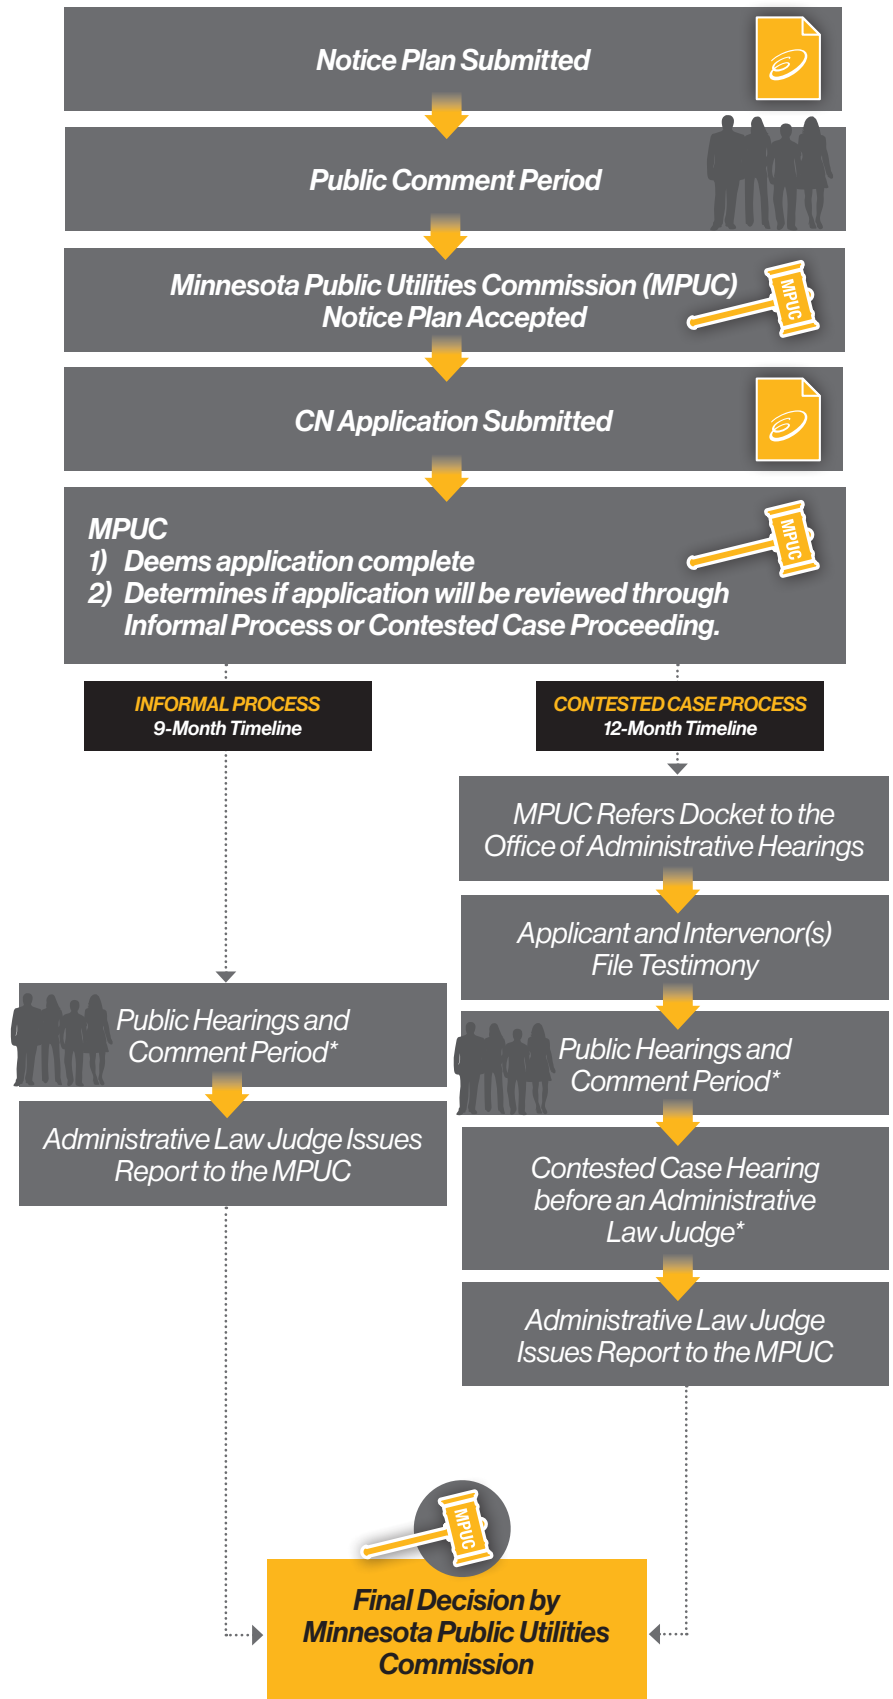 Notice Plan Submitted
Public Comment Period
Minnesota Public Utilities Commission (MPUC)
Notice Plan Accepted
MPUC
CN Application Submitted
MPUC
1) Deems application complete
2) Determines if application will be reviewed through
Informal Process or Contested Case Proceeding.
MPUC
INFORMAL PROCESS
9-Month Timeline
CONTESTED CASE PROCESS
12-Month Timeline
MPUC Refers Docket to the
Office of Administrative Hearings
Applicant and Intervenor(s)
File Testimony
Public Hearings and
Comment Period*
Administrative Law Judge Issues
Report to the MPUC
Public Hearings and
Comment Period*
Contested Case Hearing
before an Administrative
Law Judge*
Administrative Law Judge
Issues Report to the MPUC
MPUC
Final Decision by
Minnesota Public Utilities
Commission